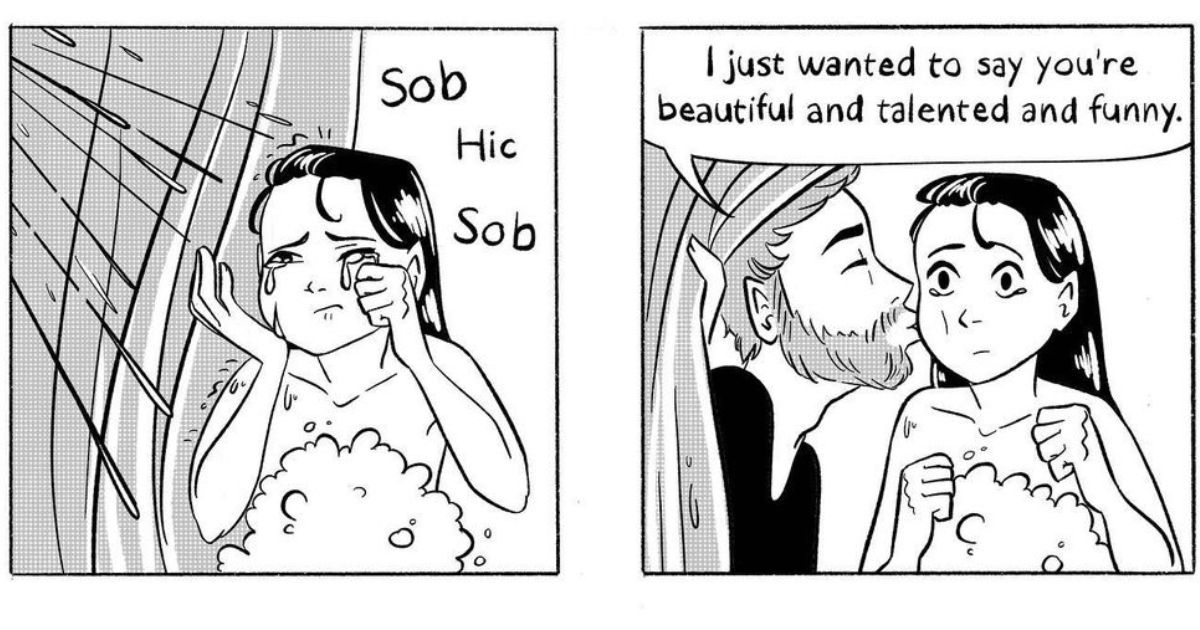 Sob
Hic
Sob
I just wanted to say you're
beautiful and talented and funny.